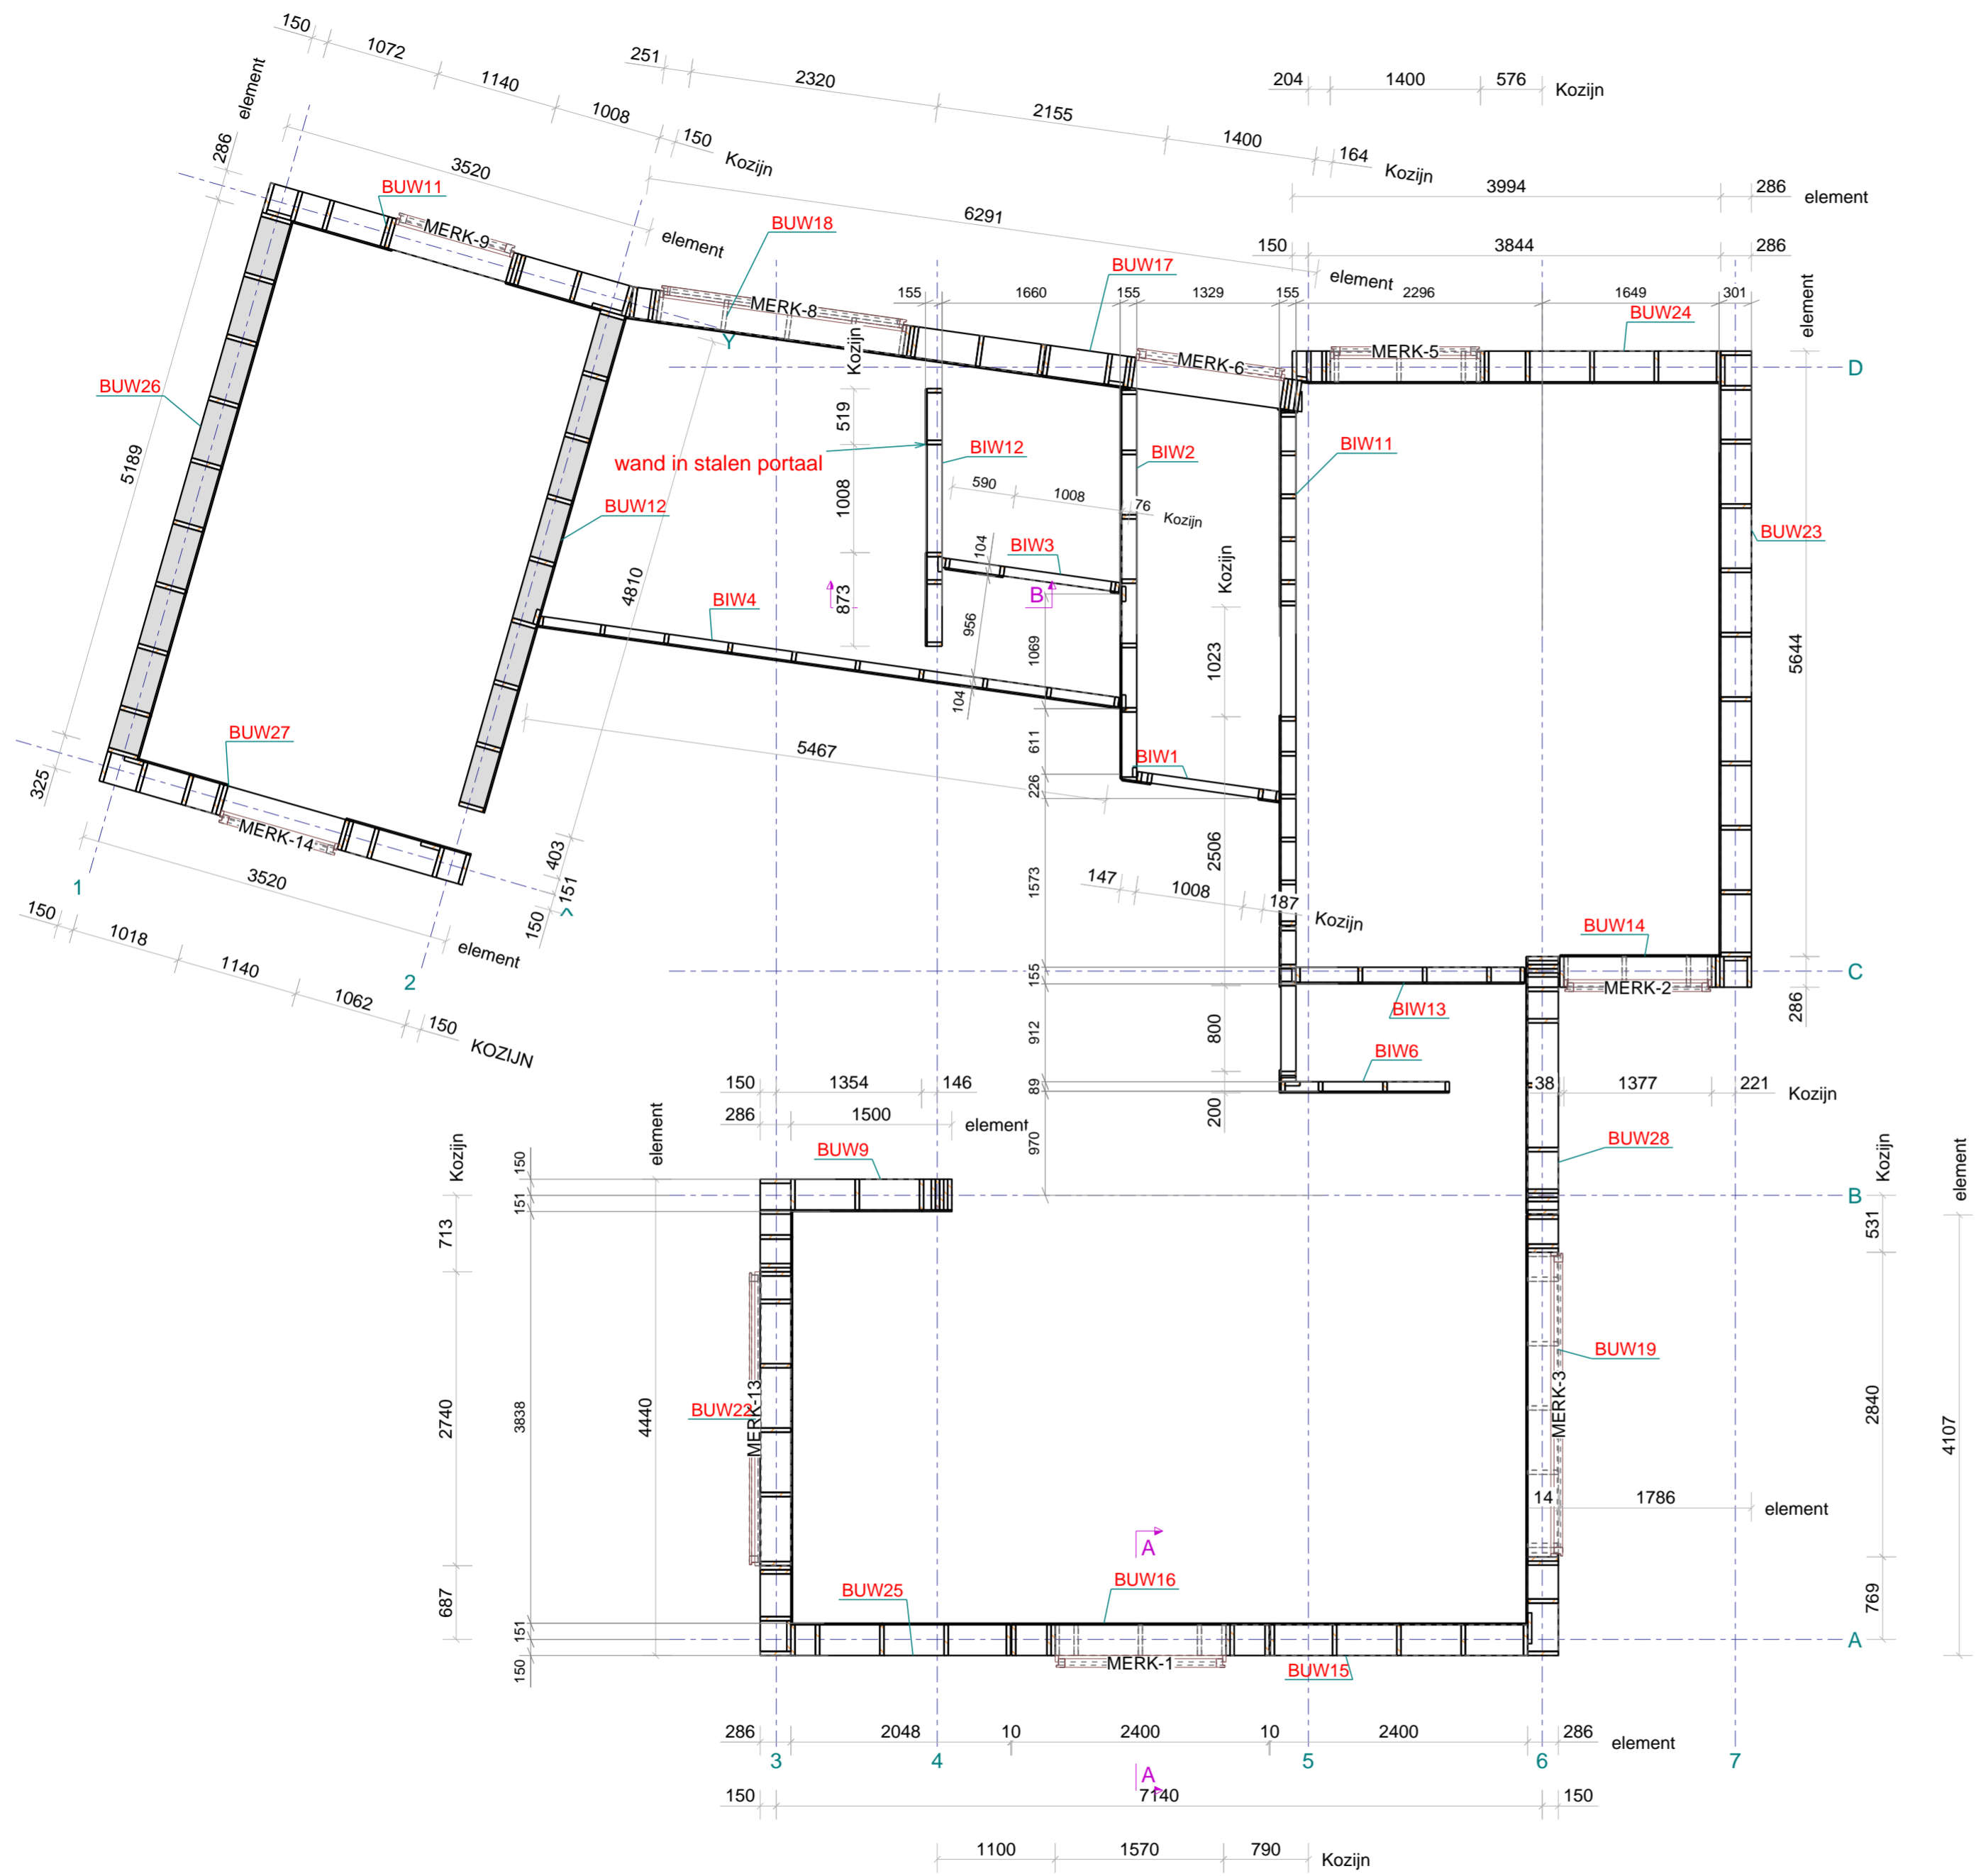 150
1072
1140
1008
150
Kozijn
251
2320
2155
1400
164
Kozijn
204
1400
576
Kozijn
286
element
3520
element
6291
element
3994
286
element
150
3844
286
155
1660
155
1329
155
2296
1649
301
element
BUW11
MERK-9
BUW18
MERK-8
BUW17
MERK-6
MERK-5
BUW24
Y
Kozijn
D
BUW26
5189
519
wand in stalen portaal
BIW12
BIW2
BIW11
590
1008
76
Kozijn
1008
BUW12
BUW23
104
BIW3
4810
BIW4
873
B
956
1069
Kozijn
1023
5644
104
5467
611
BIW1
226
BUW27
325
MERK-14
3520
element
403
151
150
1
2
150
1018
1140
1062
150
KOZIJN
2506
1573
147
1008
187
Kozijn
BUW14
155
C
MERK-2
286
BIW13
912
800
BIW6
89
200
38
1377
221
Kozijn
150
1354
146
286
1500
element
970
Kozijn
element
BUW9
150
151
BUW28
Kozijn
element
B
713
531
BUW19
MERK-3
BUW22
MERK-13
2740
3838
4440
2840
4107
14
1786
element
A
687
BUW25
BUW16
769
151
150
MERK-1
BUW15
A
286
2048
10
2400
10
2400
286
element
3
4
5
6
7
A
150
7140
150
1100
1570
790
Kozijn